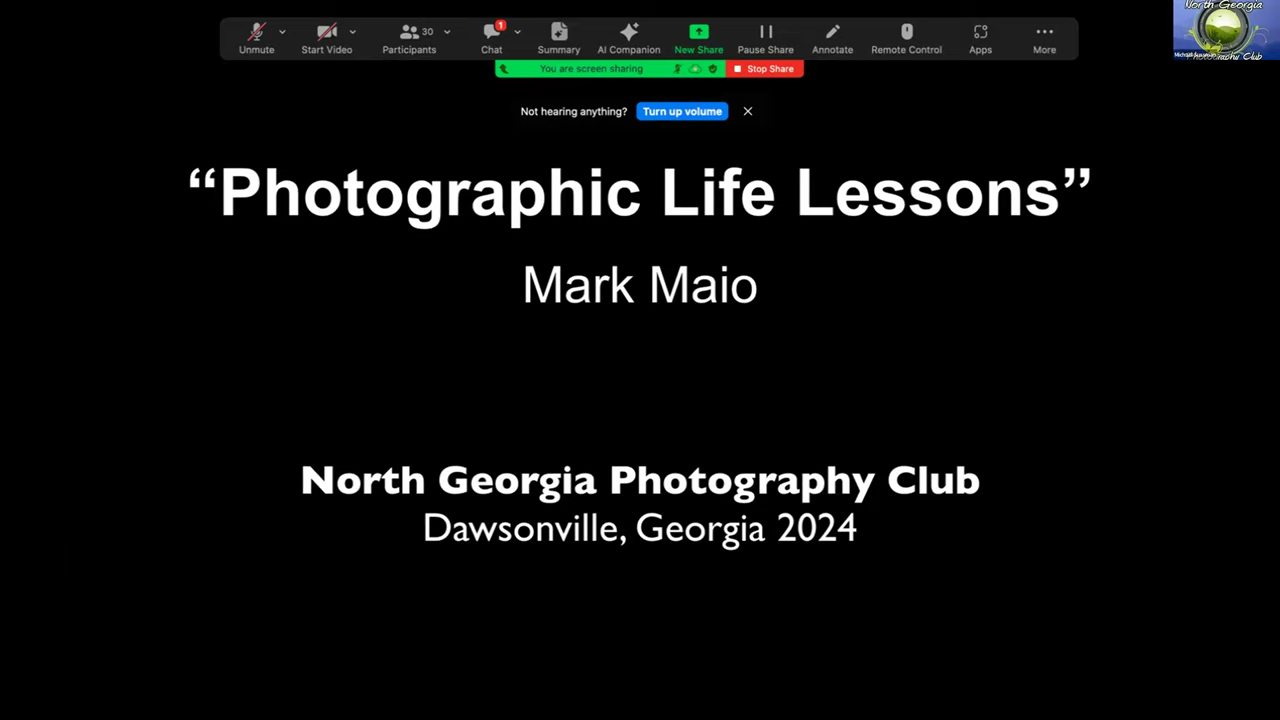 30
1
Unmute
Start Video
Participants
Chat
Summary
AI Companion
New Share
Pause Share
Annotate
Remote Control
Apps
More
North Georgia
Photography Club
You are screen sharing
Stop Share
Not hearing anything?
Turn up volume
“Photographic Life Lessons”
Mark Maio
North Georgia Photography Club
Dawsonville, Georgia 2024